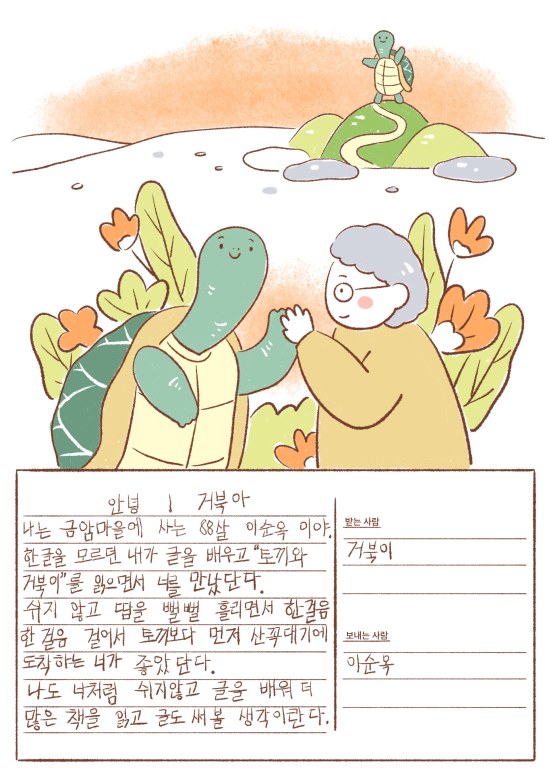 안녕! 거북아
나는 금암마을에 사는 68살 이순옥 이야.
한글을 모르던 내가 글을 배우고 "토끼와
거북이"를 읽으면서 너를 만났단다.
쉬지 않고 땀을 뻘뻘 흘리면서 한걸음
한걸음 걸어서 토끼보다 먼저 산꼭대기에
도착하는 너가 좋았단다.
나도 너처럼 쉬지않고 글을 배워 더
많은 책을 읽고 글도 써볼 생각이란다.
받는 사람
거북이
보내는 사람
이순옥